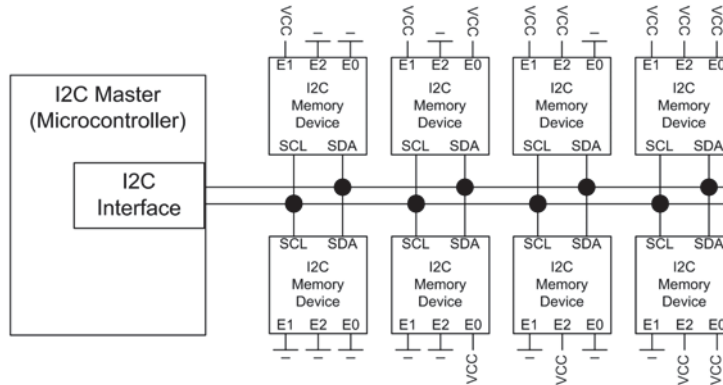 VCC VCC VCC VCC VCC VCC VCC VCC
E1 E2 E0 E1 E2 E0 E1 E2 E0 E1 E2 E0
I2C Master
(Microcontroller)
I2C
Memory
Device
I2C
Memory
Device
I2C
Memory
Device
I2C
Memory
Device
SCL SDA SCL SDA SCL SDA SCL SDA
I2C
Interface
SCL SDA SCL SDA SCL SDA SCL SDA
I2C
Memory
Device
I2C
Memory
Device
I2C
Memory
Device
I2C
Memory
Device
E1 E2 E0 E1 E2 E0 E1 E2 E0 E1 E2 E0
VCC VCC VCC VCC